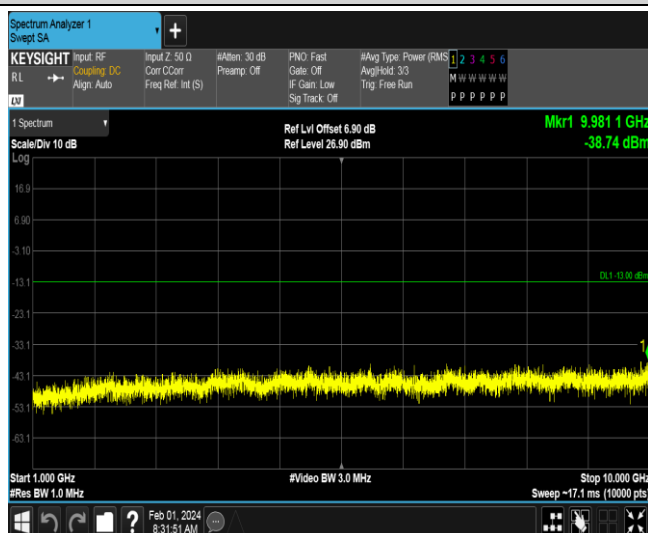 Spectrum Analyzer 1
Swept SA
+
KEYSIGHT
RL
Input: RF
Coupling: DC
Align: Auto
Input Z: 50 Ω
Corr CCorr
Freq Ref: Int (S)
#Atten: 30 dB
Preamp: Off
PNO: Fast
Gate: Off
IF Gain: Low
Sig Track: Off
#Avg Type: Power (RMS
Avg|Hold: 3/3
Trig: Free Run
1 2 3 4 5 6
M W W W W W
P P P P P P
LXI
1 Spectrum
Scale/Div 10 dB
Ref Lvl Offset 6.90 dB
Ref Level 26.90 dBm
Mkr1 9.981 1 GHz
-38.74 dBm
Log
16.9
6.90
-3.10
-13.1
-23.1
-33.1
-43.1
-53.1
-63.1
DL1 -13.00 dBm
1
Start 1.000 GHz
#Res BW 1.0 MHz
#Video BW 3.0 MHz
Stop 10.000 GHz
Sweep ~17.1 ms (10000 pts)
?
Feb 01, 2024
8:31:51 AM